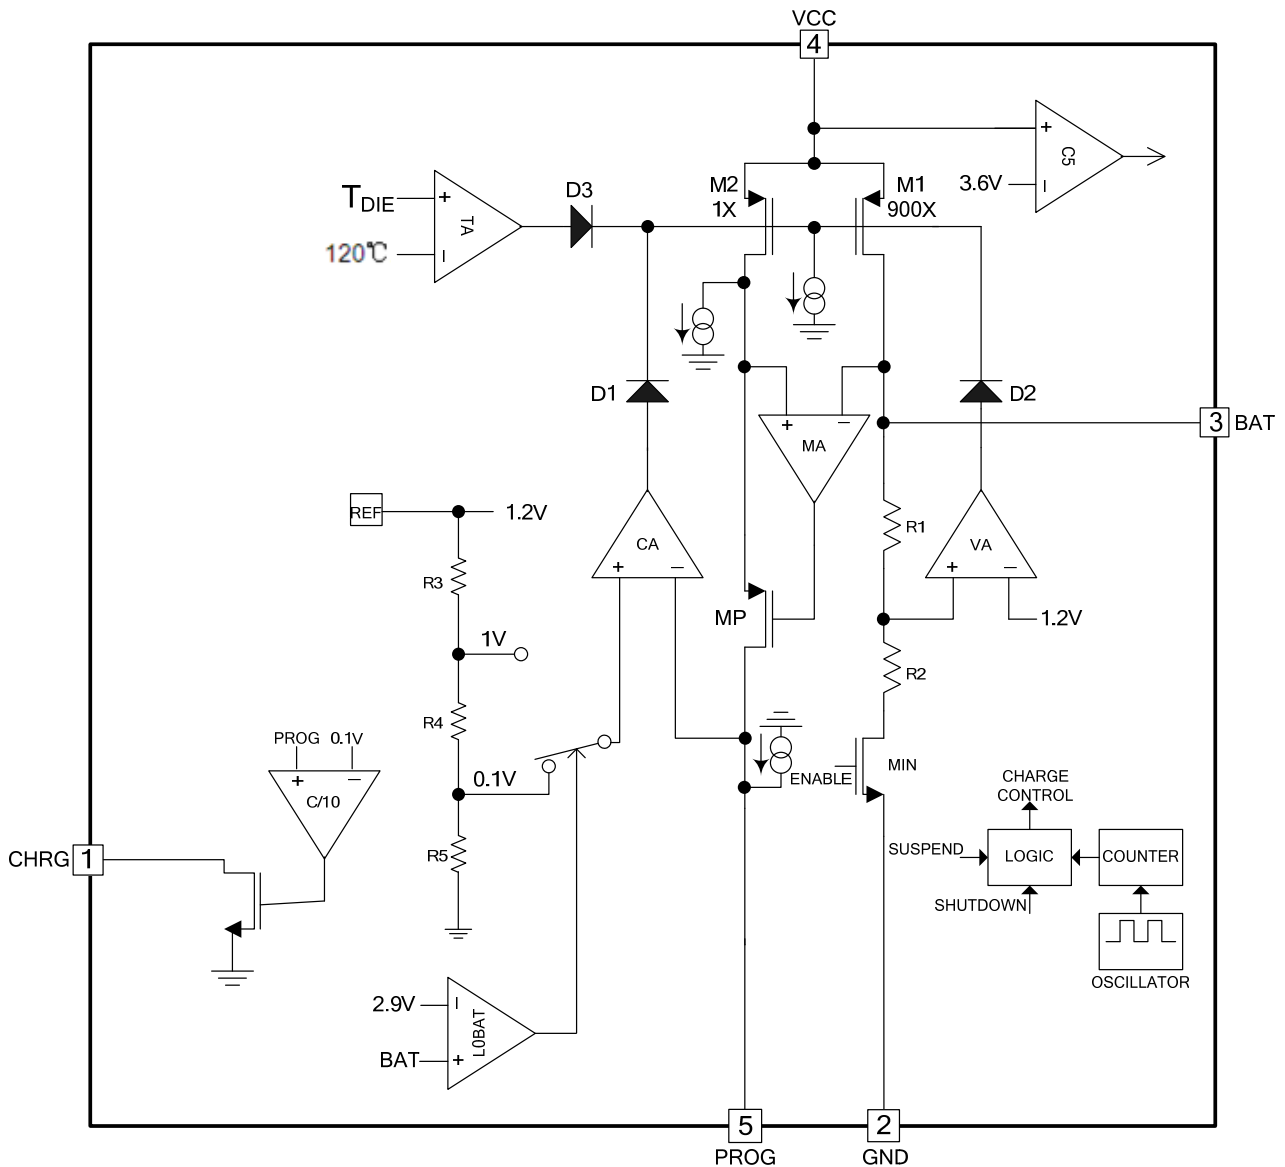 VCC
4
+
C5
3.6V
−
M2
1X
M1
900X
D3
TDIE
+
TA
120℃
−
D1
D2
3 BAT
+ −
MA
REF
1.2V
R1
CA
VA
+ −
+ −
R3
1.2V
MP
1V
R2
R4
PROG 0.1V
+ −
C/10
0.1V
ENABLE
MIN
CHARGE
CONTROL
CHRG 1
R5
SUSPEND
LOGIC
COUNTER
SHUTDOWN
OSCILLATOR
2.9V
−
L0BAT
BAT
+
5
2
PROG
GND